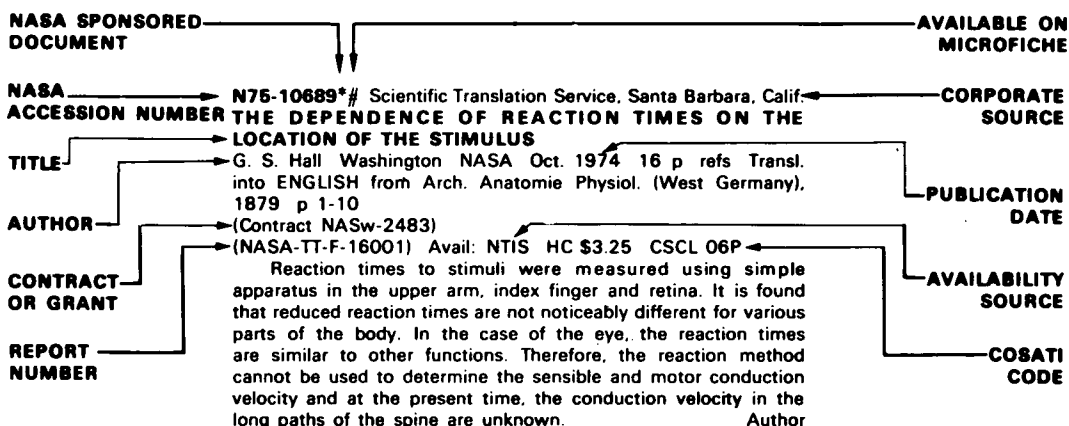 NASA SPONSORED
DOCUMENT
AVAILABLE ON
MICROFICHE
NASA
ACCESSION NUMBER
N75-10689*# Scientific Translation Service, Santa Barbara, Calif.
CORPORATE
SOURCE
THE DEPENDENCE OF REACTION TIMES ON THE
LOCATION OF THE STIMULUS
TITLE
G. S. Hall Washington NASA Oct. 1974 16 p refs Transl.
into ENGLISH from Arch. Anatomie Physiol. (West Germany),
1879 p 1-10
PUBLICATION
DATE
AUTHOR
(Contract NASw-2483)
(NASA-TT-F-16001) Avail: NTIS HC $3.25 CSCL 06P
CONTRACT
OR GRANT
AVAILABILITY
SOURCE
Reaction times to stimuli were measured using simple
apparatus in the upper arm, index finger and retina. It is found
that reduced reaction times are not noticeably different for various
parts of the body. In the case of the eye, the reaction times
are similar to other functions. Therefore, the reaction method
cannot be used to determine the sensible and motor conduction
velocity and at the present time, the conduction velocity in the
long paths of the spine are unknown. Author
REPORT
NUMBER
COSATI
CODE